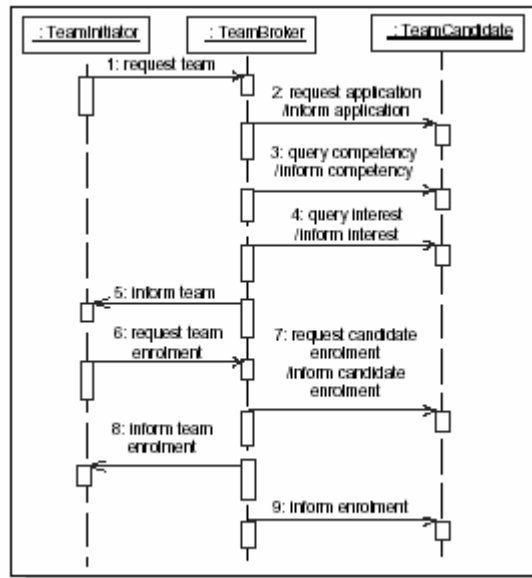 : TeamInitiator
: TeamBroker
: TeamCandidate
1: request team
2: request application
/inform application
3: query competency
/inform competency
4: query interest
/inform interest
5: inform team
6: request team
enrolment
7: request candidate
enrolment
/inform candidate
enrolment
8: inform team
enrolment
9: inform enrolment